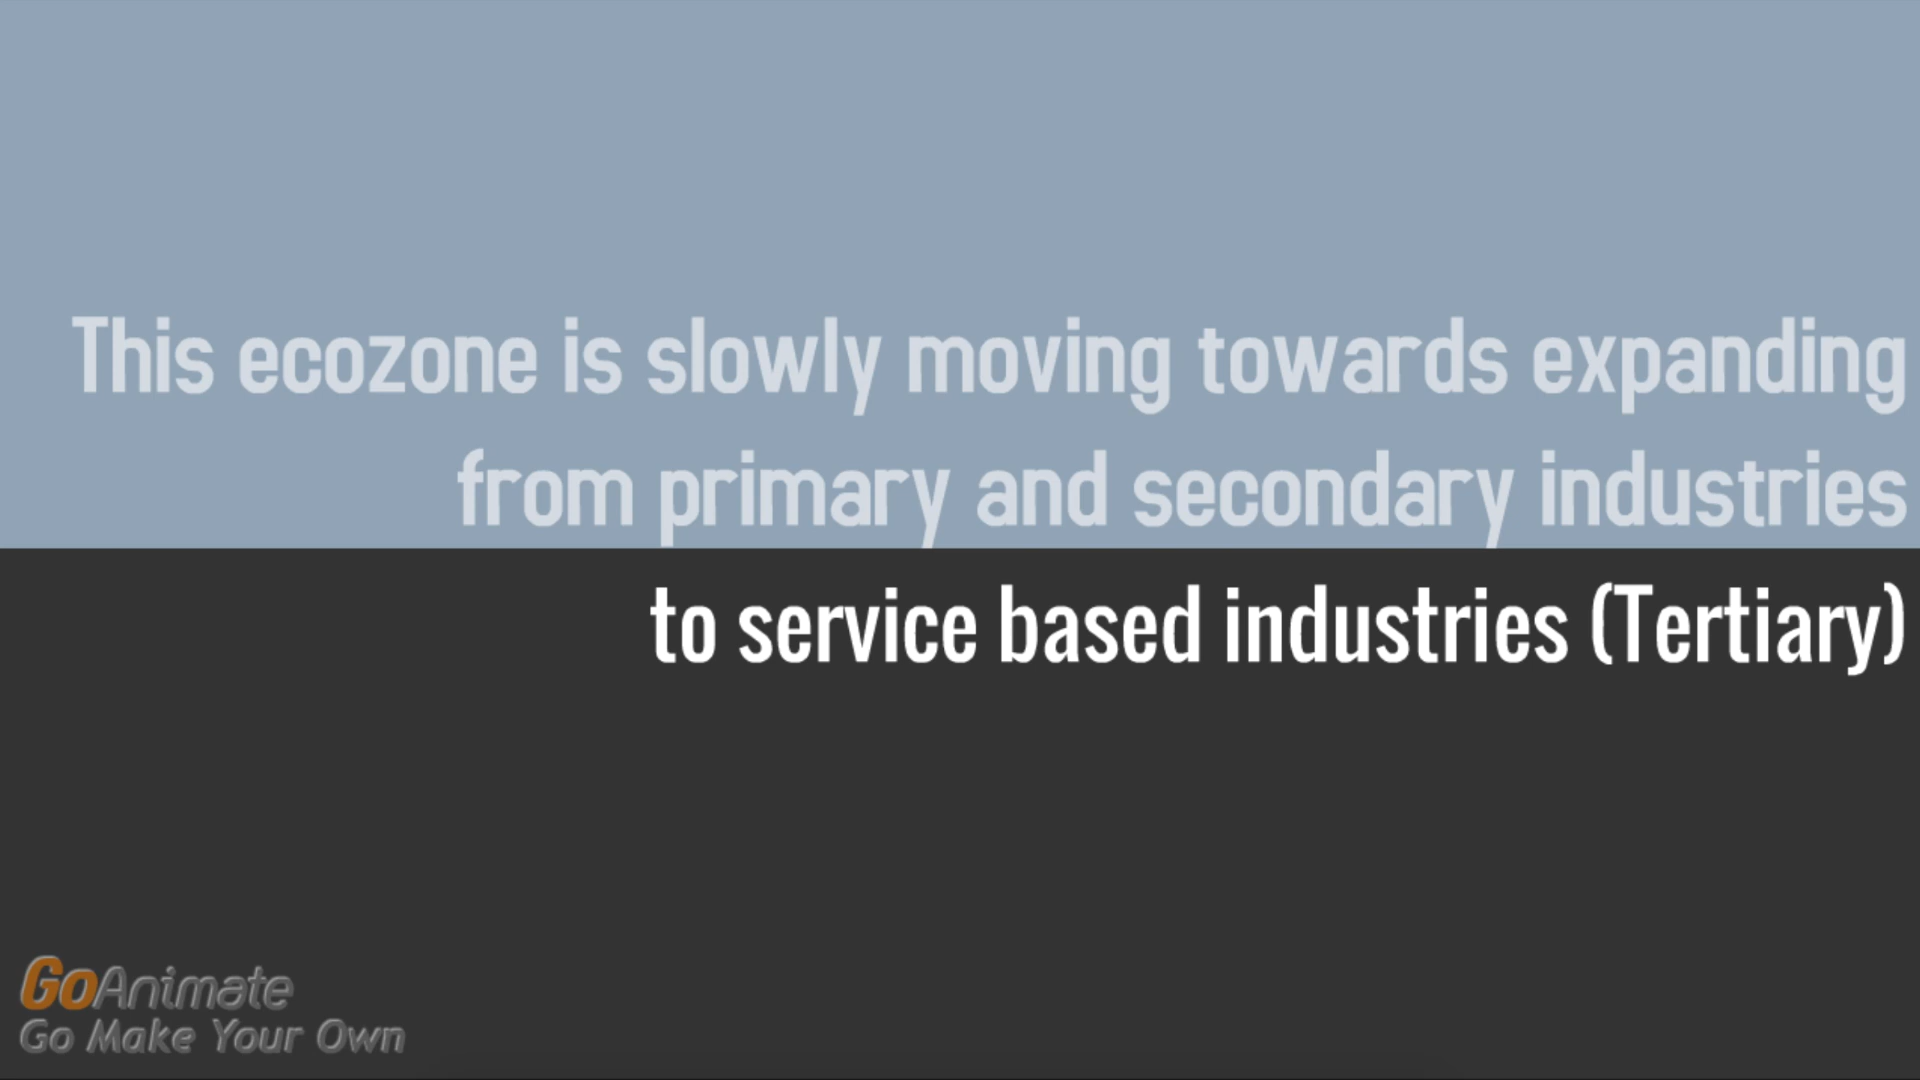 This ecozone is slowly moving towards expanding
from primary and secondary industries
to service based industries (Tertiary)
GoAnimate
Go Make Your Own